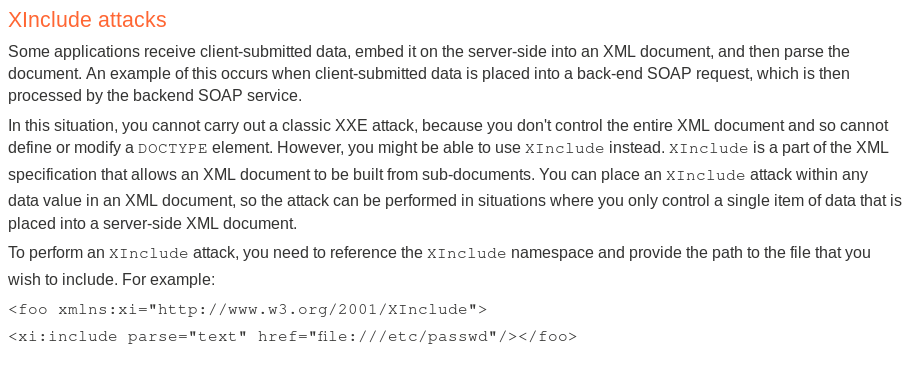 XInclude attacks
Some applications receive client-submitted data, embed it on the server-side into an XML document, and then parse the
document. An example of this occurs when client-submitted data is placed into a back-end SOAP request, which is then
processed by the backend SOAP service.
In this situation, you cannot carry out a classic XXE attack, because you don't control the entire XML document and so cannot
define or modify a DOCTYPE element. However, you might be able to use XInclude instead. XInclude is a part of the XML
specification that allows an XML document to be built from sub-documents. You can place an XInclude attack within any
data value in an XML document, so the attack can be performed in situations where you only control a single item of data that is
placed into a server-side XML document.
To perform an XInclude attack, you need to reference the XInclude namespace and provide the path to the file that you
wish to include. For example:
<foo xmlns:xi="http://www.w3.org/2001/XInclude">
<xi:include parse="text" href="file:///etc/passwd"/></foo>